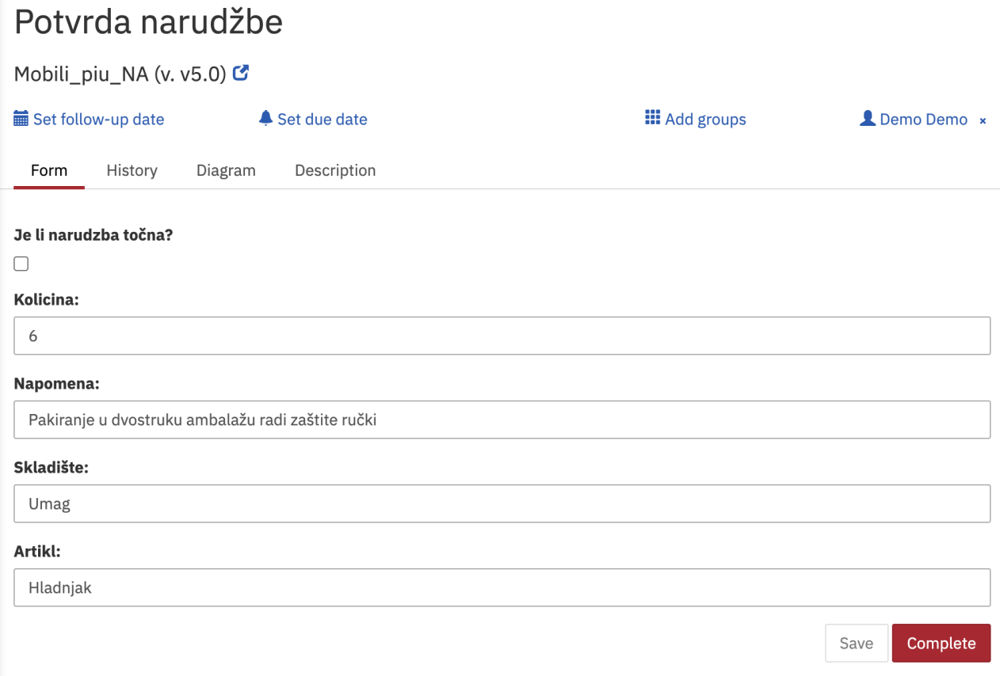 Potvrda narudžbe
Mobili_piu_NA (v. v5.0)
Set follow-up date Set due date Add groups Demo Demo ×
Form History Diagram Description
Je li narudzba točna?
Kolicina:
6
Napomena:
Pakiranje u dvostruku ambalažu radi zaštite ručki
Skladište:
Umag
Artikl:
Hladnjak
Save Complete